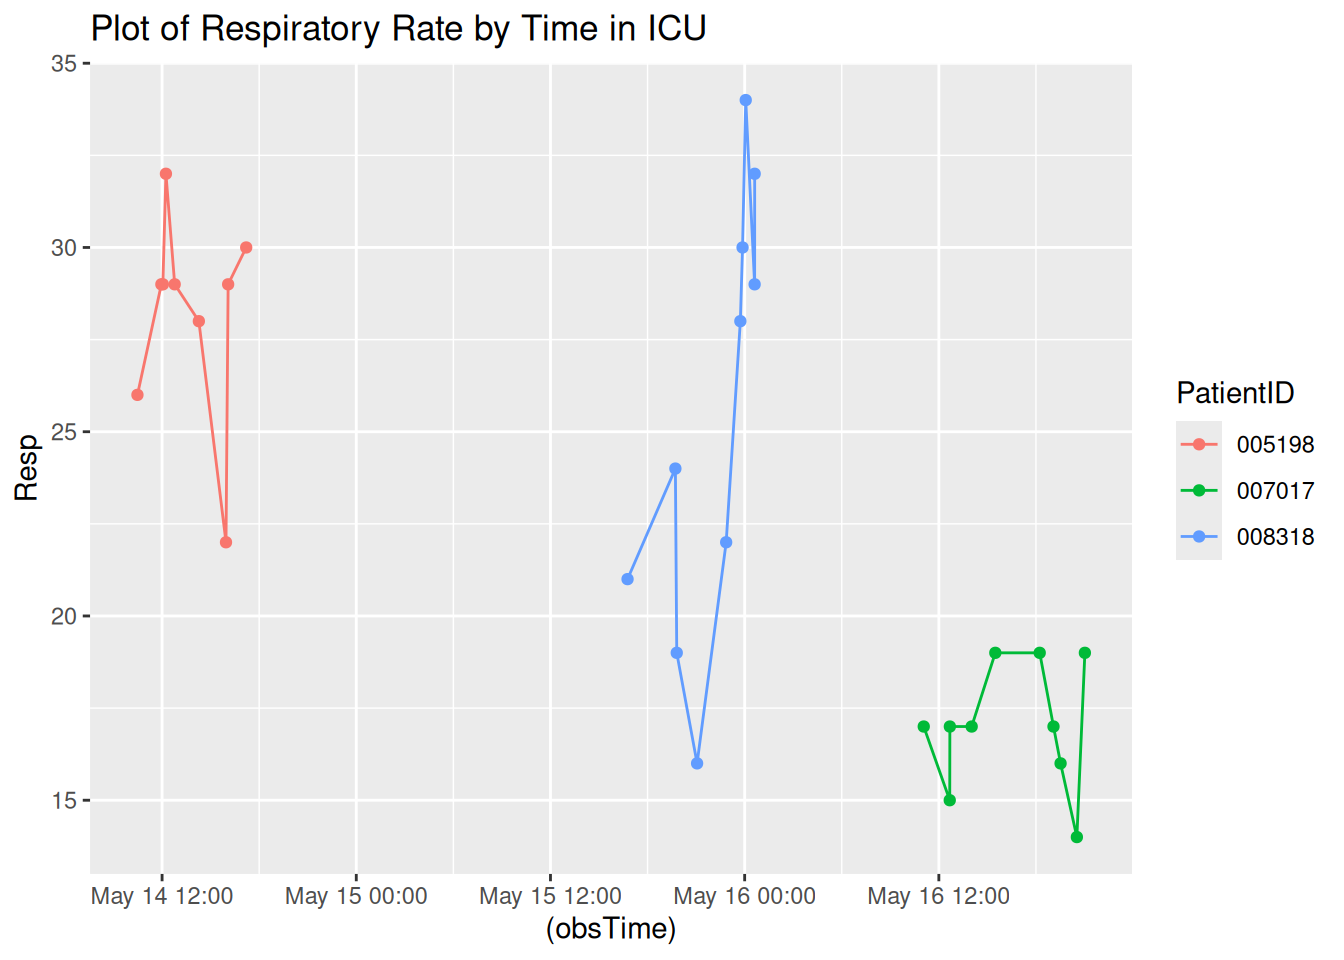 Plot of Respiratory Rate by Time in ICU
35
30
25
20
15
Resp
May 14 12:00
May 15 00:00
May 15 12:00
May 16 00:00
May 16 12:00
(obsTime)
PatientID
005198
007017
008318